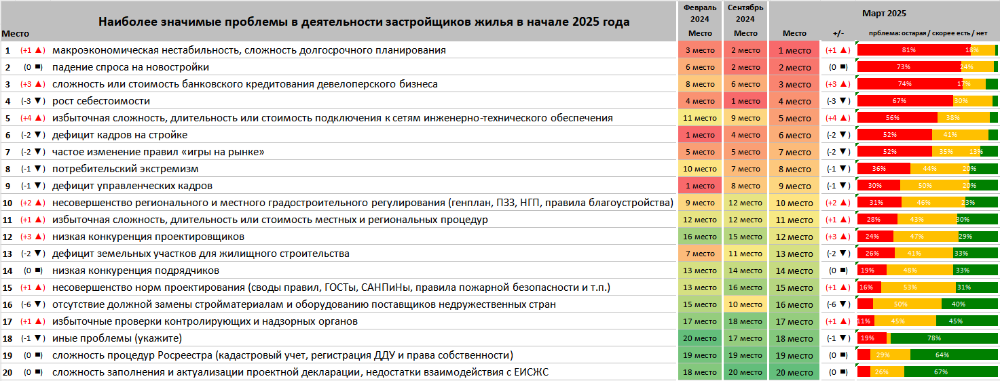 Наиболее значимые проблемы в деятельности застройщиков жилья в начале 2025 года
Февраль 2024 Сентябрь 2024 Март 2025
Место Место Место Место +/- прблема: остарая / скорее есть / нет
1 (+1 ▲) макроэкономическая нестабильность, сложность долгосрочного планирования 3 место 2 место 1 место (+1 ▲) 81% 18%
2 (0 ■) падение спроса на новостройки 6 место 2 место 2 место (0 ■) 73% 24%
3 (+3 ▲) сложность или стоимость банковского кредитования девелоперского бизнеса 8 место 6 место 3 место (+3 ▲) 74% 17%
4 (-3 ▼) рост себестоимости 4 место 1 место 4 место (-3 ▼) 67% 30%
5 (+4 ▲) избыточная сложность, длительность или стоимость подключения к сетям инженерно-технического обеспечения 11 место 9 место 5 место (+4 ▲) 56% 38%
6 (-2 ▼) дефицит кадров на стройке 1 место 4 место 6 место (-2 ▼) 52% 41%
7 (-2 ▼) частое изменение правил «игры на рынке» 5 место 5 место 7 место (-2 ▼) 52% 35% 13%
8 (-1 ▼) потребительский экстремизм 10 место 7 место 8 место (-1 ▼) 36% 44% 20%
9 (-1 ▼) дефицит управленческих кадров 1 место 8 место 9 место (-1 ▼) 30% 50% 20%
10 (+2 ▲) несовершенство регионального и местного градостроительного регулирования (генплан, ПЗЗ, НГП, правила благоустройства) 9 место 12 место 10 место (+2 ▲) 31% 46% 23%
11 (+1 ▲) избыточная сложность, длительность или стоимость местных и региональных процедур 12 место 12 место 11 место (+1 ▲) 28% 43% 30%
12 (+3 ▲) низкая конкуренция проектировщиков 16 место 15 место 12 место (+3 ▲) 24% 47% 29%
13 (-2 ▼) дефицит земельных участков для жилищного строительства 7 место 11 место 13 место (-2 ▼) 26% 41% 33%
14 (0 ■) низкая конкуренция подрядчиков 13 место 14 место 14 место (0 ■) 19% 48% 33%
15 (+1 ▲) несовершенство норм проектирования (своды правил, ГОСТы, САНПиНы, правила пожарной безопасности и т.п.) 13 место 16 место 15 место (+1 ▲) 16% 53% 31%
16 (-6 ▼) отсутствие должной замены стройматериалам и оборудованию поставщиков недружественных стран 15 место 10 место 16 место (-6 ▼) 50% 40%
17 (+1 ▲) избыточные проверки контролирующих и надзорных органов 17 место 18 место 17 место (+1 ▲) 11% 45% 45%
18 (-1 ▼) иные проблемы (укажите) 20 место 17 место 18 место (-1 ▼) 19% 78%
19 (0 ■) сложность процедур Росреестра (кадастровый учет, регистрация ДДУ и права собственности) 19 место 19 место 19 место (0 ■) 29% 64%
20 (0 ■) сложность заполнения и актуализации проектной декларации, недостатки взаимодействия с ЕИСЖС 18 место 20 место 20 место (0 ■) 26% 67%